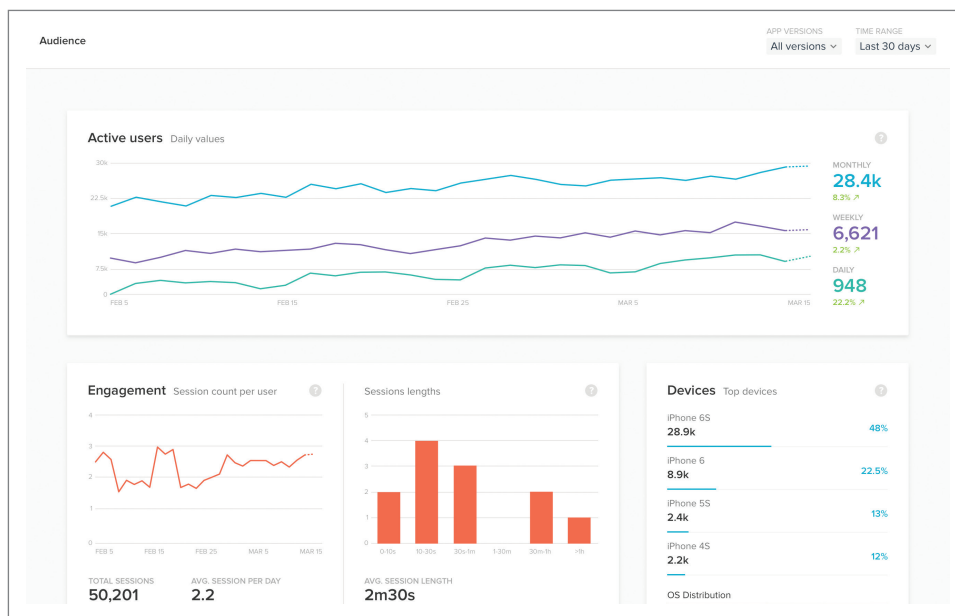 Audience
APP VERSIONS
All versions
TIME RANGE
Last 30 days
Active users Daily values
?
30k
22.5k
15k
7.5k
0
FEB 5 FEB 15 FEB 25 MAR 5 MAR 15
MONTHLY
28.4k
8.3% ↗
WEEKLY
6,621
2.2% ↗
DAILY
948
22.2% ↗
Engagement Session count per user
?
4
3
2
1
0
FEB 5 FEB 15 FEB 25 MAR 5 MAR 15
TOTAL SESSIONS
50,201
AVG. SESSION PER DAY
2.2
Sessions lengths
?
5
4
3
2
1
0
0-10s 10-30s 30s-1m 1-30m 30m-1h >1h
AVG. SESSION LENGTH
2m30s
Devices Top devices
?
iPhone 6S
28.9k 48%
iPhone 6
8.9k 22.5%
iPhone 5S
2.4k 13%
iPhone 4S
2.2k 12%
OS Distribution